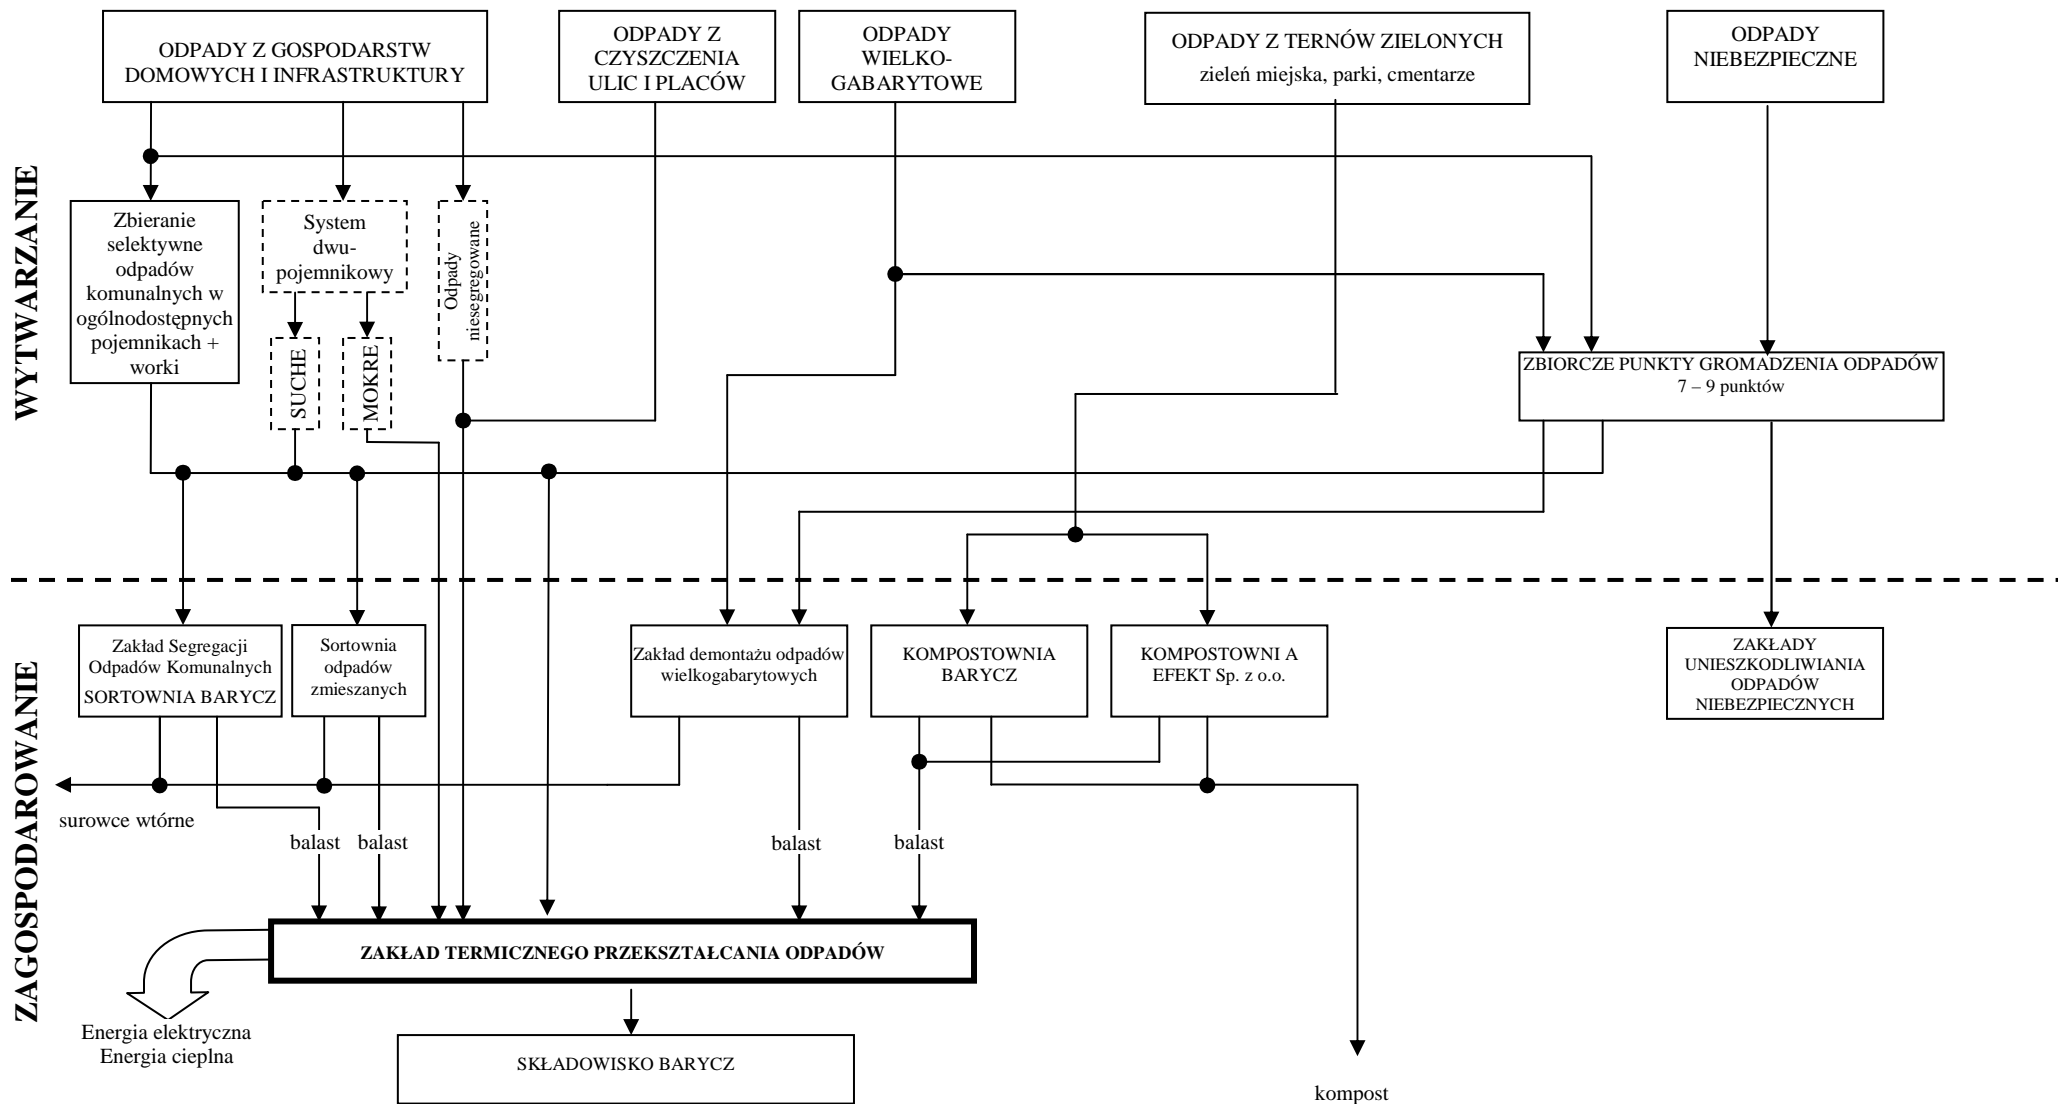 ODPADY Z GOSPODARSTW
DOMOWYCH I INFRASTRUKTURY
ODPADY Z
CZYSZCZENIA
ULIC I PLACÓW
ODPADY
WIELKO-
GABARYTOWE
ODPADY Z TERNÓW ZIELONYCH
zieleń miejska, parki, cmentarze
ODPADY
NIEBEZPIECZNE
WYTWARZANIE
Zbieranie
selektywne
odpadów
komunalnych w
ogólnodostępnych
pojemnikach +
worki
System
dwu-
pojemnikowy
Odpady
niesegregowane
SUCHE
MOKRE
ZBIORCZE PUNKTY GROMADZENIA ODPADÓW
7 – 9 punktów
ZAGOSPODAROWANIE
Zakład Segregacji
Odpadów Komunalnych
SORTOWNIA BARYCZ
Sortownia
odpadów
zmieszanych
Zakład demontażu odpadów
wielkogabarytowych
KOMPOSTOWNIA
BARYCZ
KOMPOSTOWNI A
EFEKT Sp. z o.o.
ZAKŁADY
UNIESZKODLIWIANIA
ODPADÓW
NIEBEZPIECZNYCH
surowce wtórne
balast
balast
balast
balast
ZAKŁAD TERMICZNEGO PRZEKSZTAŁCANIA ODPADÓW
Energia elektryczna
Energia cieplna
SKŁADOWISKO BARYCZ
kompost